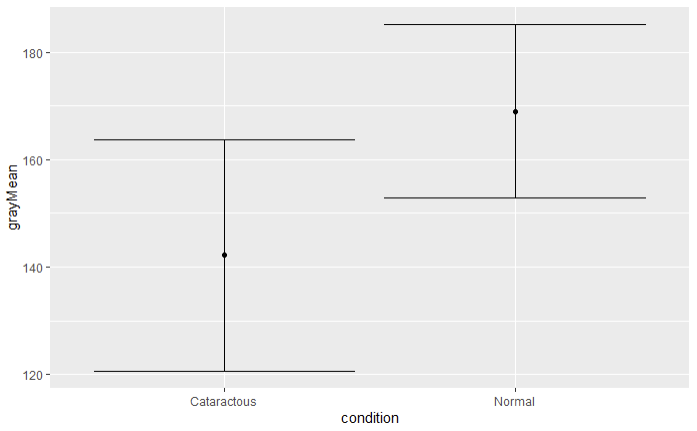 grayMean
180
160
140
120
Cataractous Normal
condition